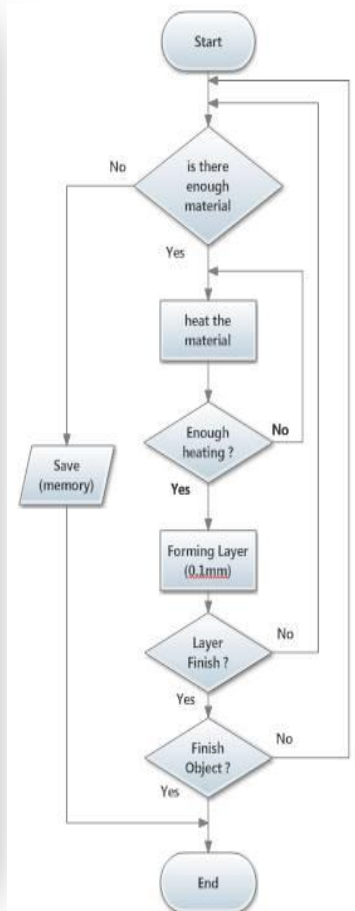 Start
is there
enough
material
No
Yes
heat the
material
Enough
heating ?
No
Yes
Save
(memory)
Forming Layer
(0.1mm)
Layer
Finish ?
No
Yes
Finish
Object ?
No
Yes
End